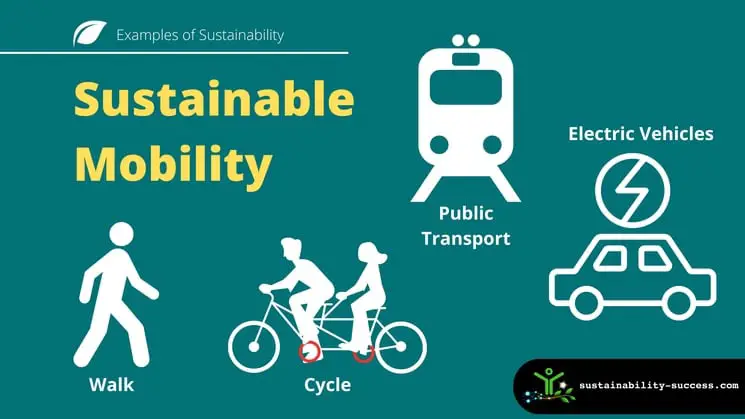 Examples of Sustainability
Sustainable
Mobility
Electric Vehicles
Public
Transport
Walk
Cycle
sustainability-success.com